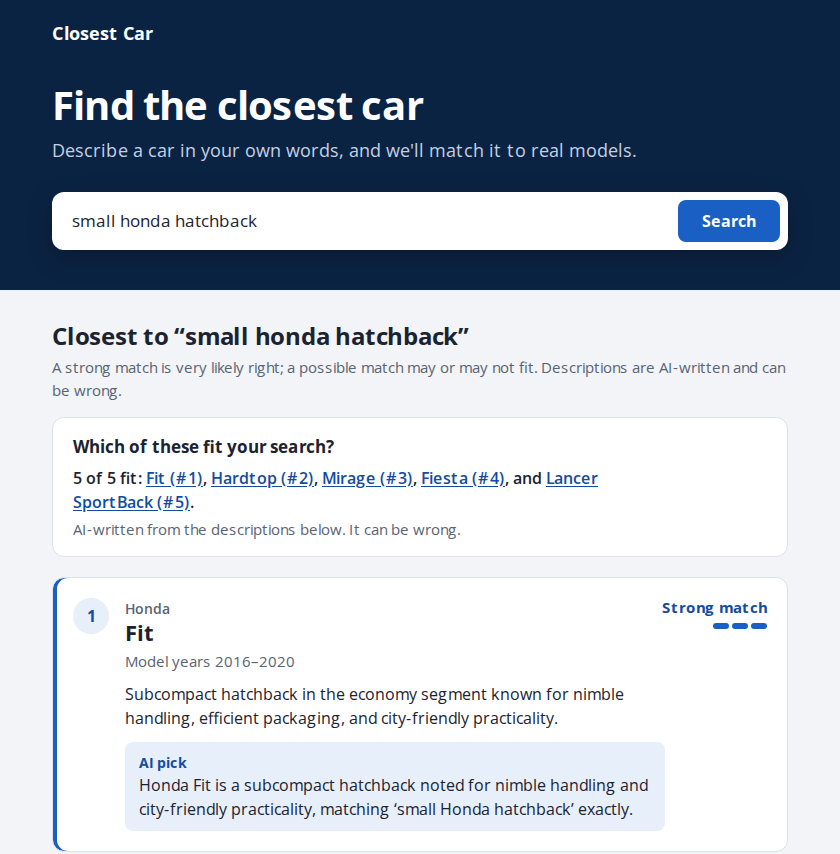 Closest Car
Find the closest car
Describe a car in your own words, and we'll match it to real models.
small honda hatchback
Search
Closest to “small honda hatchback”
A strong match is very likely right; a possible match may or may not fit. Descriptions are AI-written and can
be wrong.
Which of these fit your search?
5 of 5 fit: Fit (#1), Hardtop (#2), Mirage (#3), Fiesta (#4), and Lancer
SportBack (#5).
AI-written from the descriptions below. It can be wrong.
1
Honda
Strong match
Fit
Model years 2016–2020
Subcompact hatchback in the economy segment known for nimble
handling, efficient packaging, and city-friendly practicality.
AI pick
Honda Fit is a subcompact hatchback noted for nimble handling and
city-friendly practicality, matching ‘small Honda hatchback’ exactly.